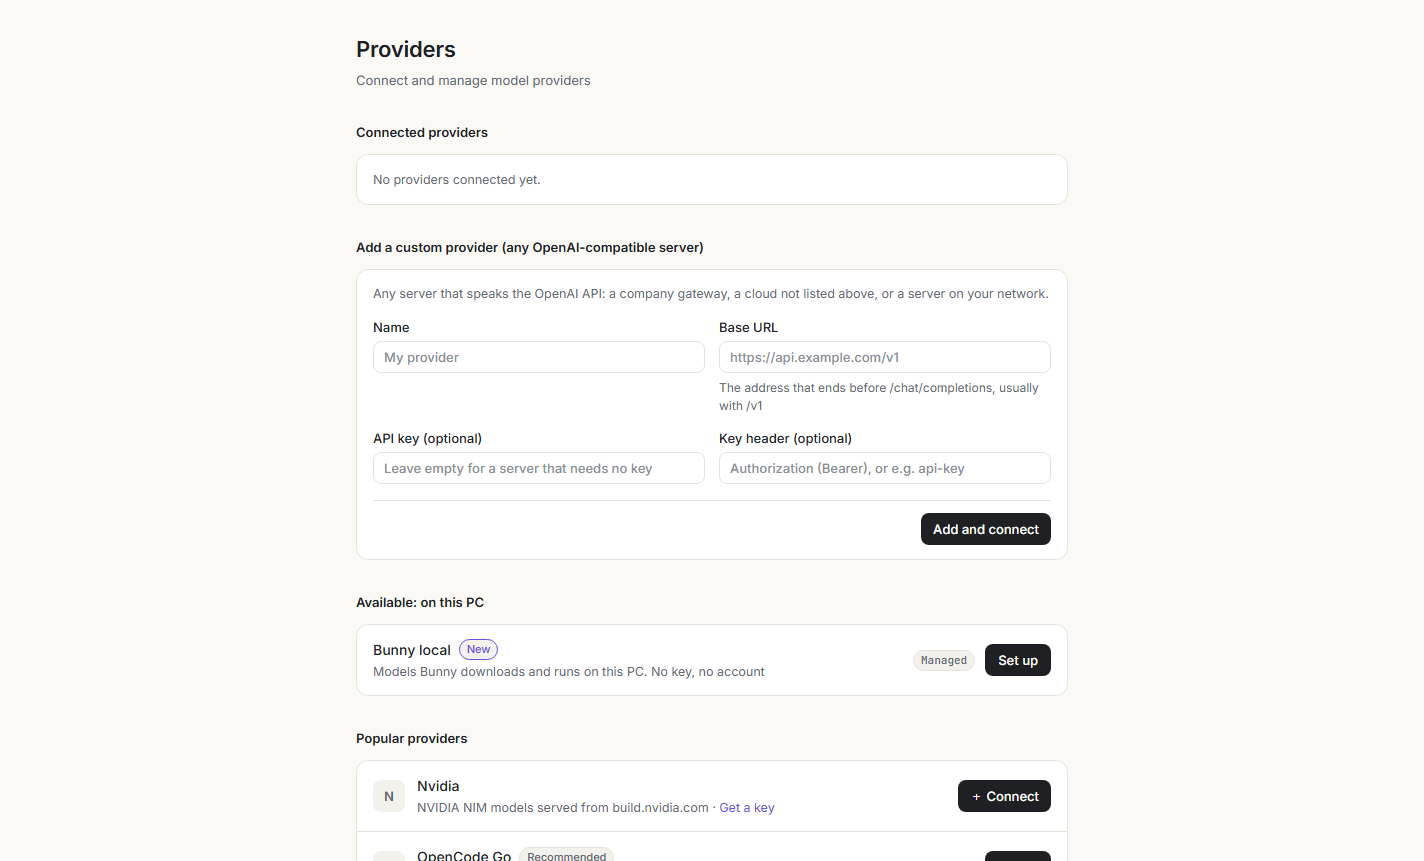 Providers
Connect and manage model providers
Connected providers
No providers connected yet.
Add a custom provider (any OpenAI-compatible server)
Any server that speaks the OpenAI API: a company gateway, a cloud not listed above, or a server on your network.
Name
Base URL
My provider
https://api.example.com/v1
The address that ends before /chat/completions, usually
with /v1
API key (optional)
Key header (optional)
Leave empty for a server that needs no key
Authorization (Bearer), or e.g. api-key
Add and connect
Available: on this PC
Bunny local New
Models Bunny downloads and runs on this PC. No key, no account
Managed
Set up
Popular providers
N
Nvidia
NVIDIA NIM models served from build.nvidia.com · Get a key
+ Connect
OpenCode Go Recommended